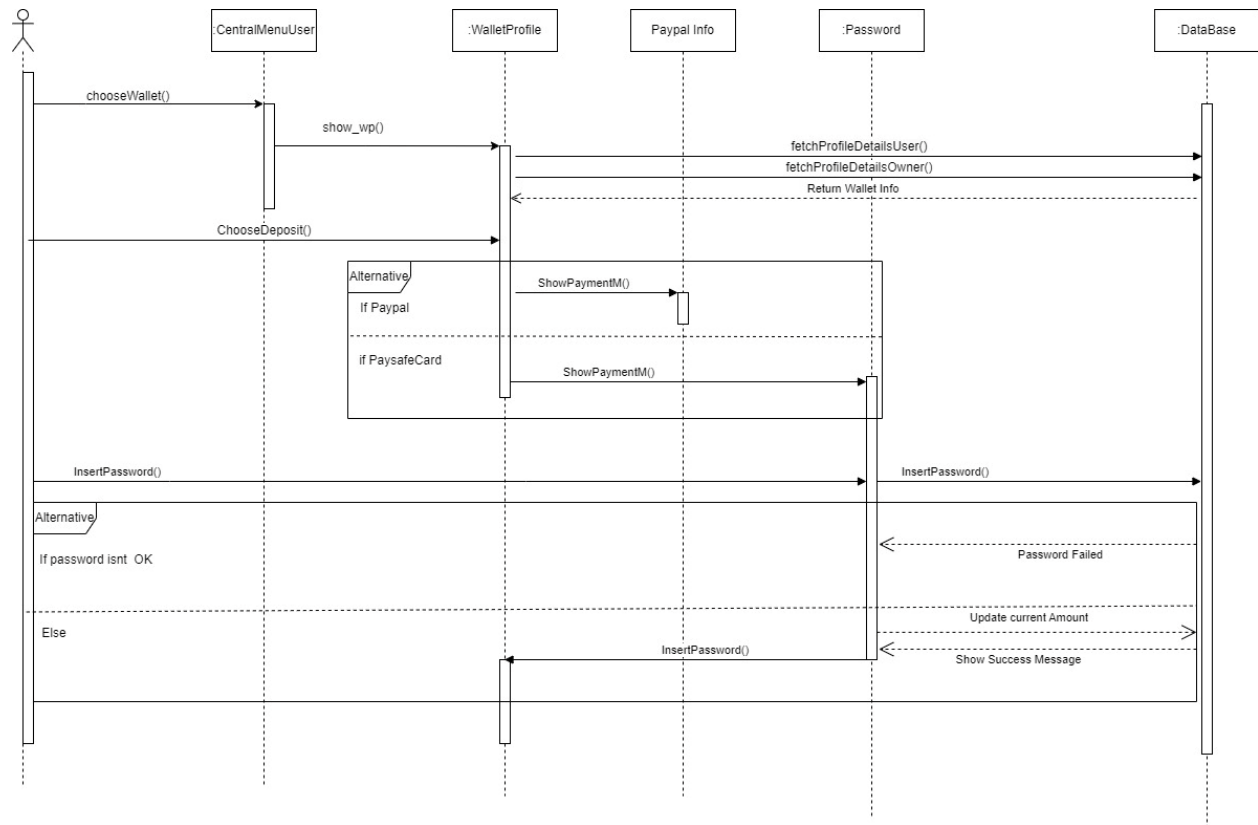 :CentralMenuUser
:WalletProfile
Paypal Info
:Password
:DataBase
chooseWallet()
show_wp()
fetchProfileDetailsUser()
fetchProfileDetailsOwner()
Return Wallet Info
ChooseDeposit()
Alternative
ShowPaymentM()
If Paypal
if PaysafeCard
ShowPaymentM()
InsertPassword()
InsertPassword()
Alternative
If password isnt OK
Password Failed
Update current Amount
Else
InsertPassword()
Show Success Message